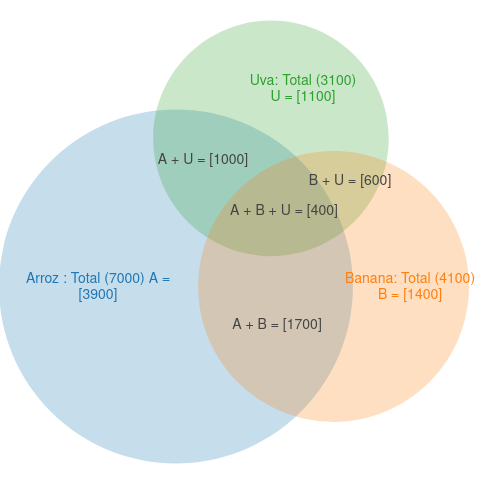 Uva: Total (3100)
U = [1100]
A + U = [1000]
B + U = [600]
A + B + U = [400]
Arroz : Total (7000) A =
[3900]
Banana: Total (4100)
B = [1400]
A + B = [1700]